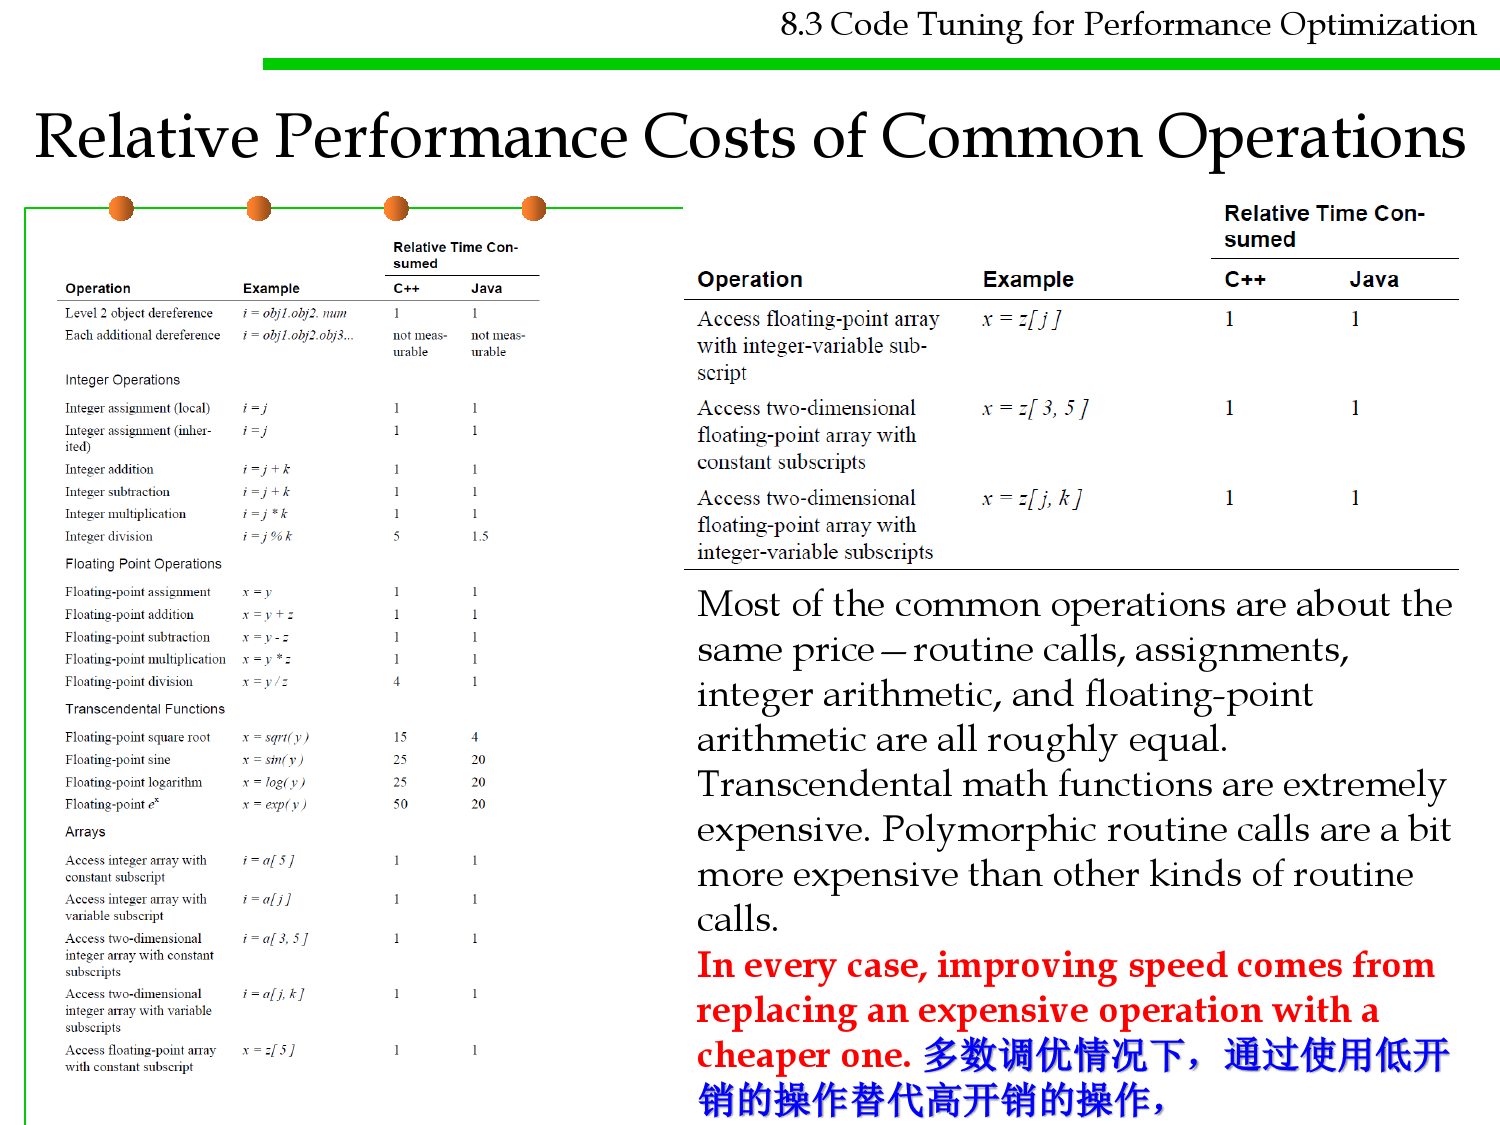 8.3 Code Tuning for Performance Optimization
Relative Performance Costs of Common Operations
Relative Time Con-
sumed
Operation Example C++ Java
Level 2 object dereference i = obj1.obj2. num 1 1
Each additional dereference i = obj1.obj2.obj3... not meas- not meas-
urable urable
Integer Operations
Integer assignment (local) i = j 1 1
Integer assignment (inher- i = j 1 1
ited)
Integer addition i = j + k 1 1
Integer subtraction i = j + k 1 1
Integer multiplication i = j * k 1 1
Integer division i = j % k 5 1.5
Floating Point Operations
Floating-point assignment x = y 1 1
Floating-point addition x = y + z 1 1
Floating-point subtraction x = y - z 1 1
Floating-point multiplication x = y * z 1 1
Floating-point division x = y / z 4 1
Transcendental Functions
Floating-point square root x = sqrt( y ) 15 4
Floating-point sine x = sin( y ) 25 20
Floating-point logarithm x = log( y ) 25 20
Floating-point eˣ x = exp( y ) 50 20
Arrays
Access integer array with i = a[ 5 ] 1 1
constant subscript
Access integer array with i = a[ j ] 1 1
variable subscript
Access two-dimensional i = a[ 3, 5 ] 1 1
integer array with constant
subscripts
Access two-dimensional i = a[ j, k ] 1 1
integer array with variable
subscripts
Access floating-point array x = z[ 5 ] 1 1
with constant subscript
Relative Time Con-
sumed
Operation Example C++ Java
Access floating-point array x = z[ j ] 1 1
with integer-variable sub-
script
Access two-dimensional x = z[ 3, 5 ] 1 1
floating-point array with
constant subscripts
Access two-dimensional x = z[ j, k ] 1 1
floating-point array with
integer-variable subscripts
Most of the common operations are about the
same price—routine calls, assignments,
integer arithmetic, and floating-point
arithmetic are all roughly equal.
Transcendental math functions are extremely
expensive. Polymorphic routine calls are a bit
more expensive than other kinds of routine
calls.
In every case, improving speed comes from
replacing an expensive operation with a
cheaper one. 多数调优情况下，通过使用低开
销的操作替代高开销的操作，